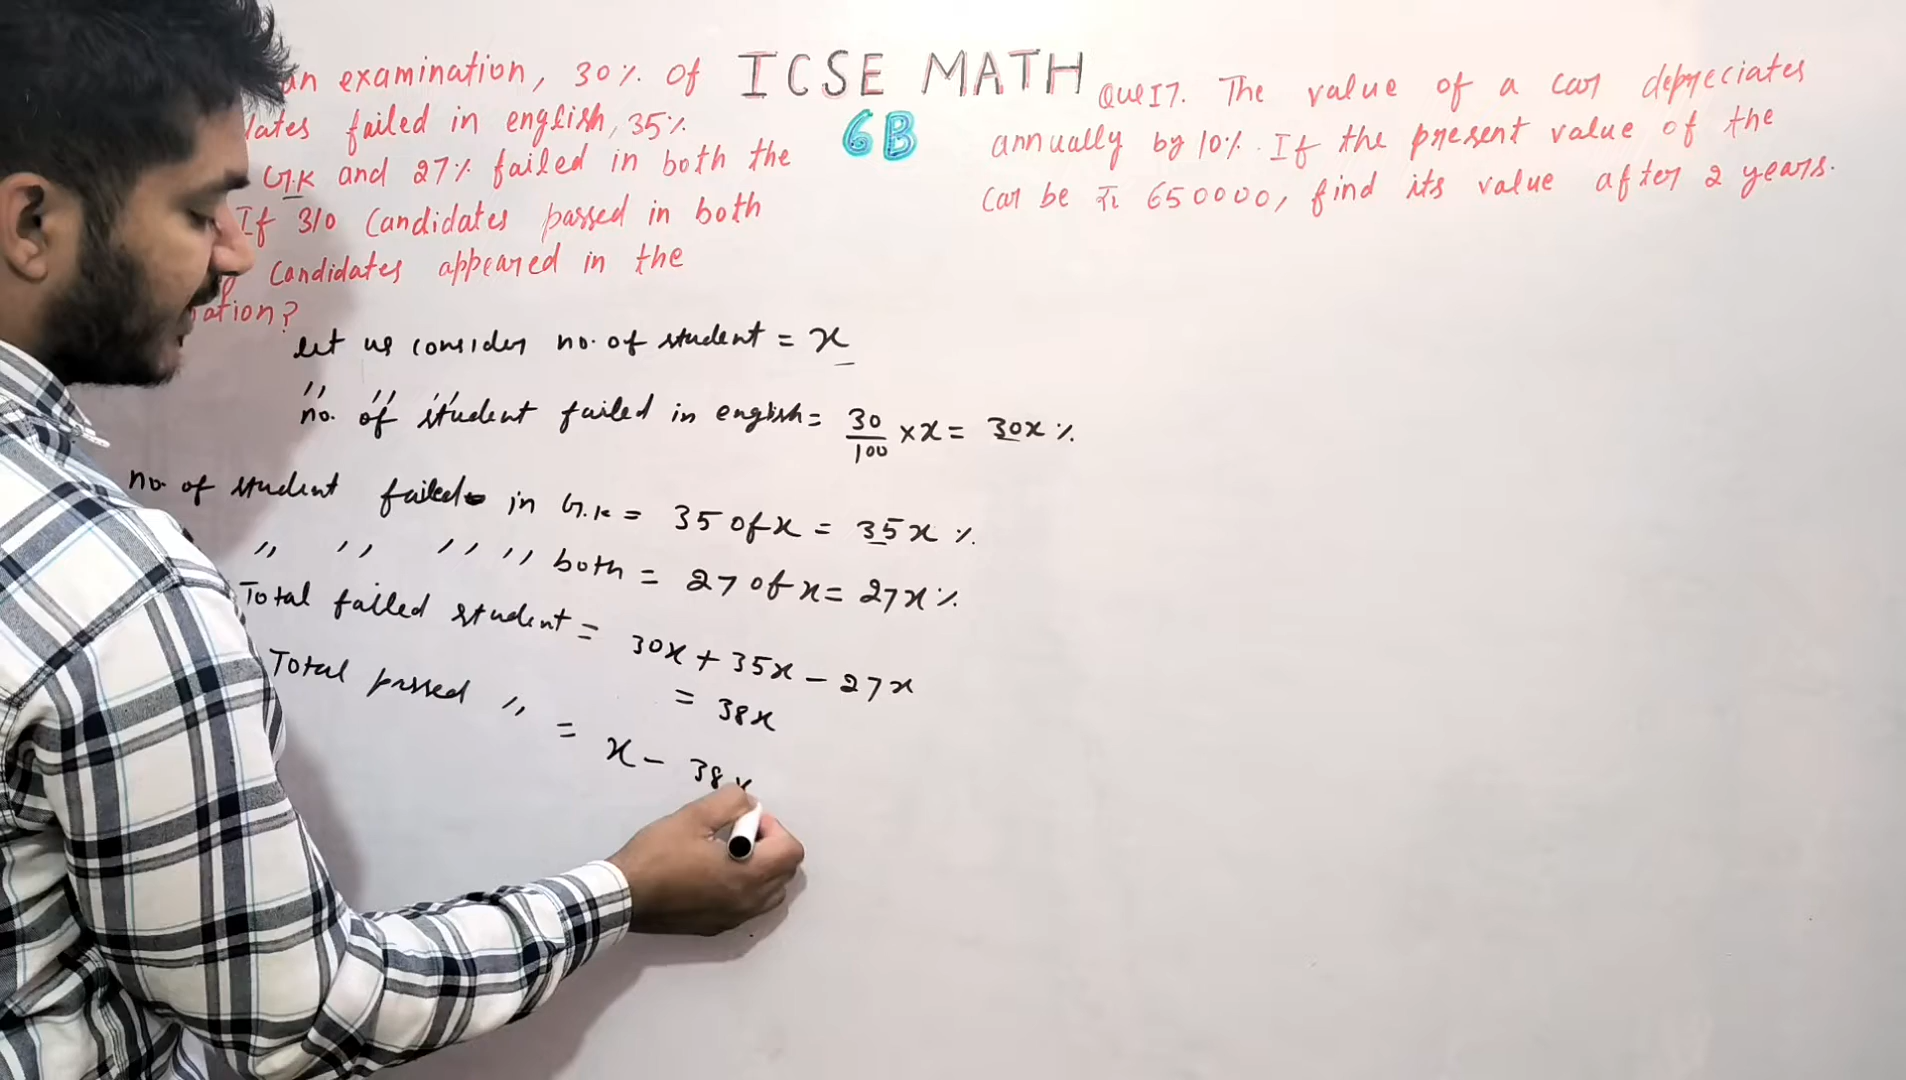 ICSE MATH
6B
an examination, 30% of
failed in english, 35%
G.K and 27% failed in both the
If 310 Candidates passed in both
Candidates appeared in the
ation?
Que17. The value of a car depreciates
annually by 10%. If the present value of the
Car be 650000, find its value after 2 years.
let us consider no. of student = x
" " "
no. of student failed in english = 30/100 × x = 30x %
no. of student failed in G.K = 35 of x = 35x %
" " " " both = 27 of x = 27x %
Total failed student = 30x + 35x - 27x
= 38x
Total passed "
= x - 38x